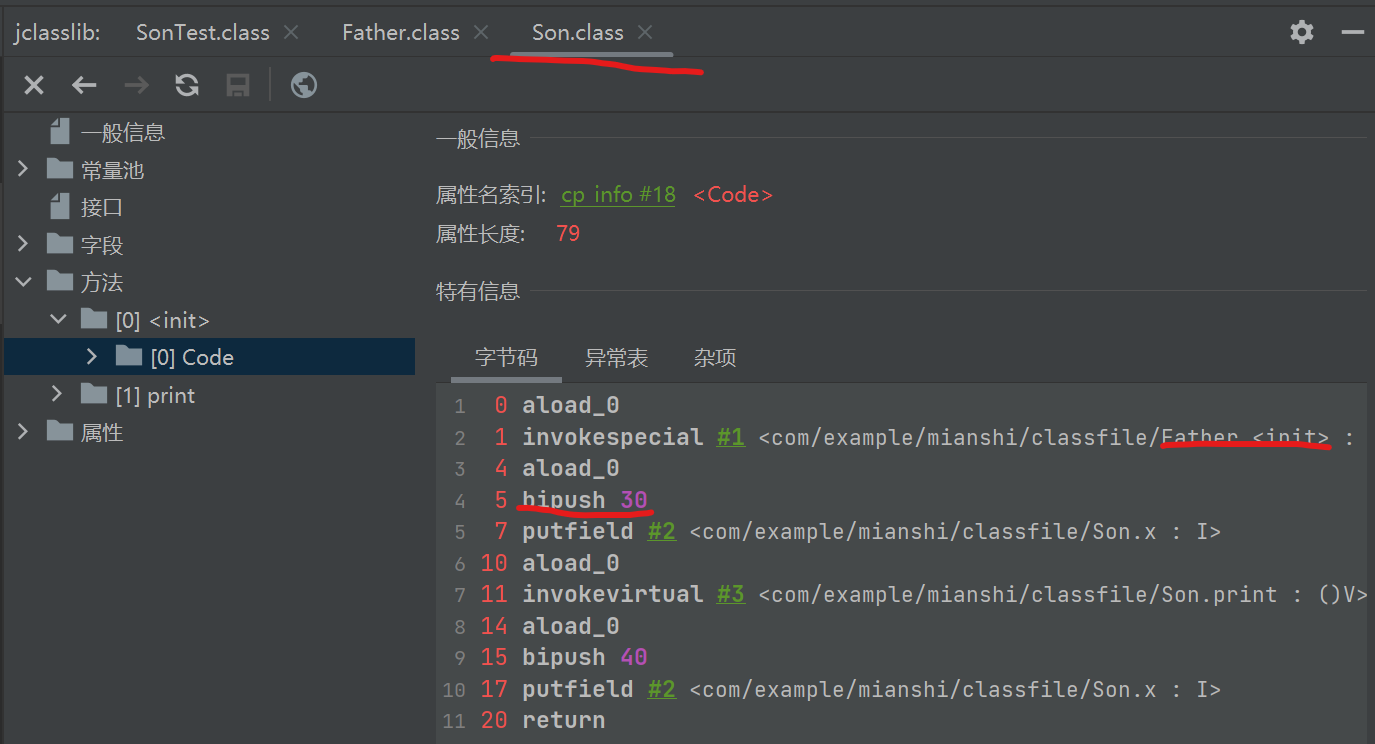 jclasslib: SonTest.class Father.class Son.class
一般信息
常量池
接口
字段
方法
[0] <init>
[0] Code
[1] print
属性
一般信息
属性名索引: cp info #18 <Code>
属性长度: 79
特有信息
字节码 异常表 杂项
1 0 aload_0
2 1 invokespecial #1 <com/example/mianshi/classfile/Father.<init> :
3 4 aload_0
4 5 bipush 30
5 7 putfield #2 <com/example/mianshi/classfile/Son.x : I>
6 10 aload_0
7 11 invokevirtual #3 <com/example/mianshi/classfile/Son.print : ()V>
8 14 aload_0
9 15 bipush 40
10 17 putfield #2 <com/example/mianshi/classfile/Son.x : I>
11 20 return